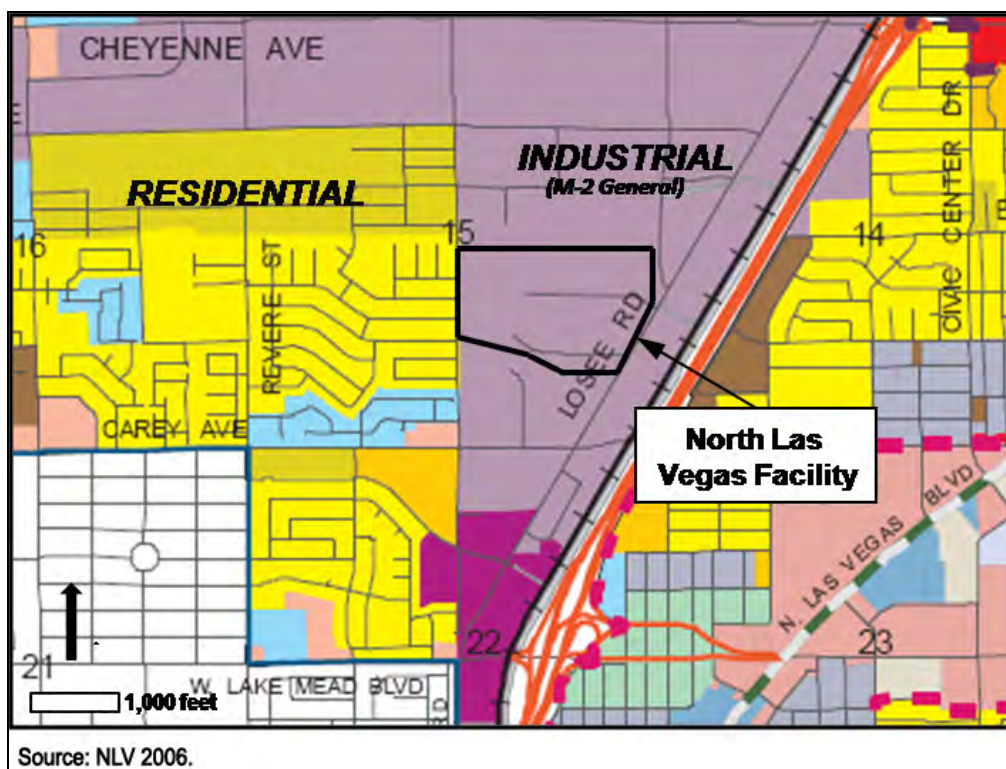 CHEYENNE AVE
INDUSTRIAL
(M-2 General)
RESIDENTIAL
16
15
14
REVERE ST
LOSEE RD
CIVIC CENTER DR
CAREY AVE
North Las
Vegas Facility
N. LAS VEGAS BLVD
21
22
23
W. LAKE MEAD BLVD
RD
1,000 feet
Source: NLV 2006.